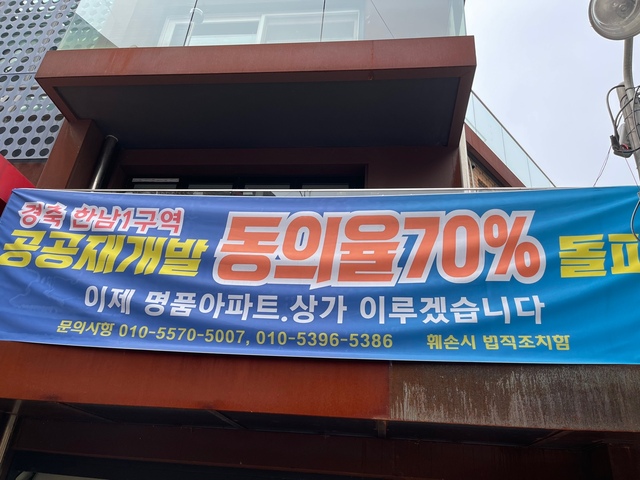 경축 한남1구역
공공재개발 동의율70% 돌파
이제 명품아파트.상가 이루겠습니다
문의사항 010-5570-5007, 010-5396-5386 훼손시 법적조치함